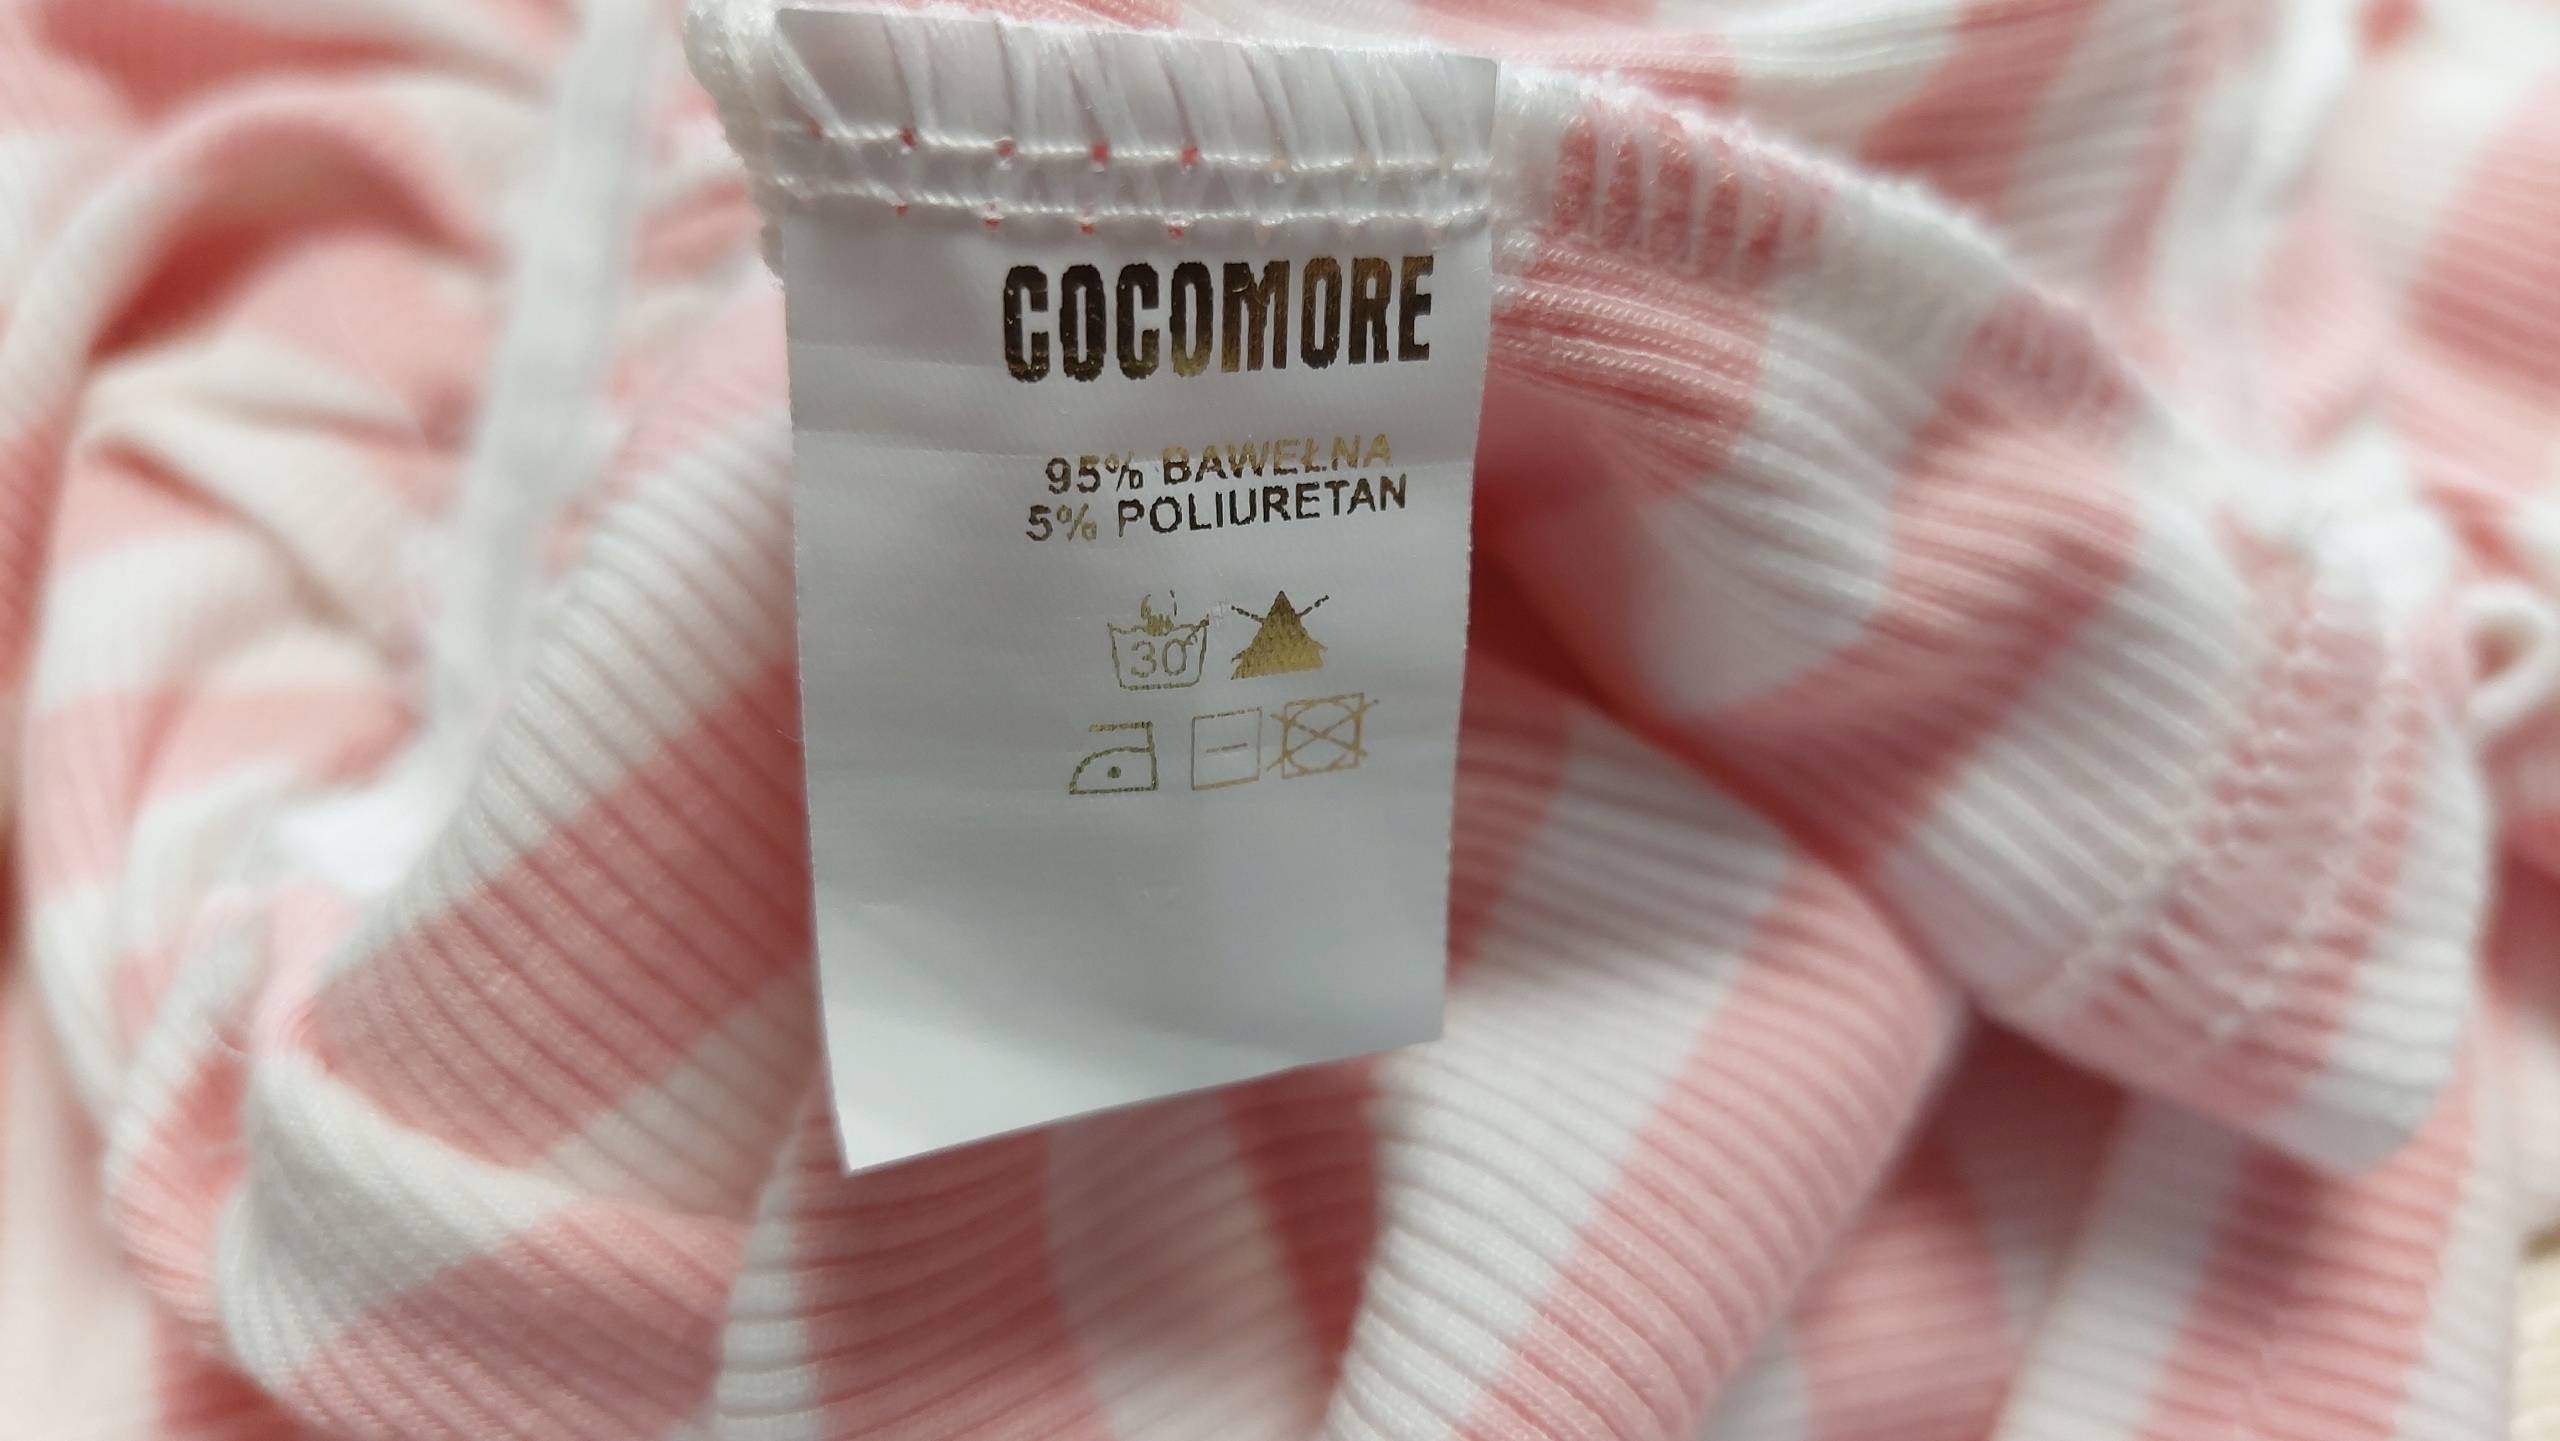 COCOMORE
95% BAWEŁNA
5% POLIURETAN
30